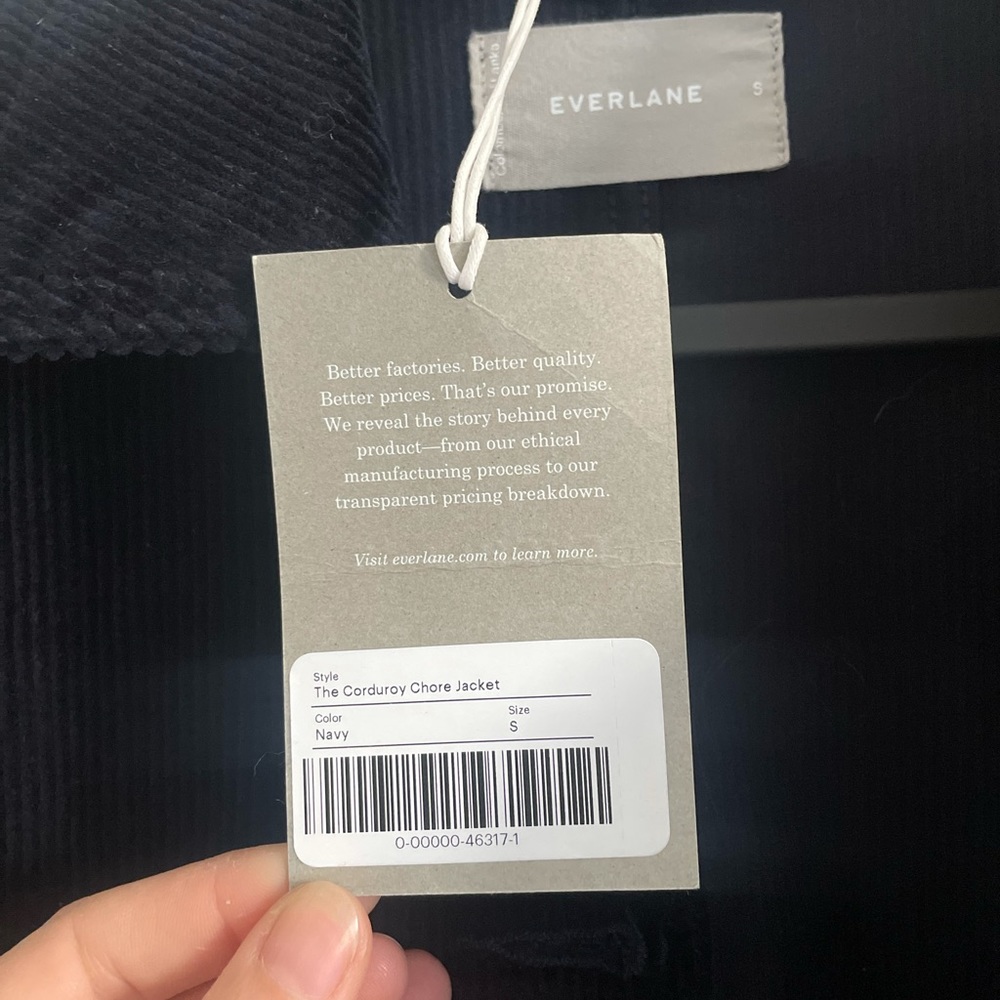 EVERLANE
S
Better factories. Better quality.
Better prices. That's our promise.
We reveal the story behind every
product—from our ethical
manufacturing process to our
transparent pricing breakdown.
Visit everlane.com to learn more.
Style
The Corduroy Chore Jacket
Color
Size
Navy
S
0-00000-46317-1